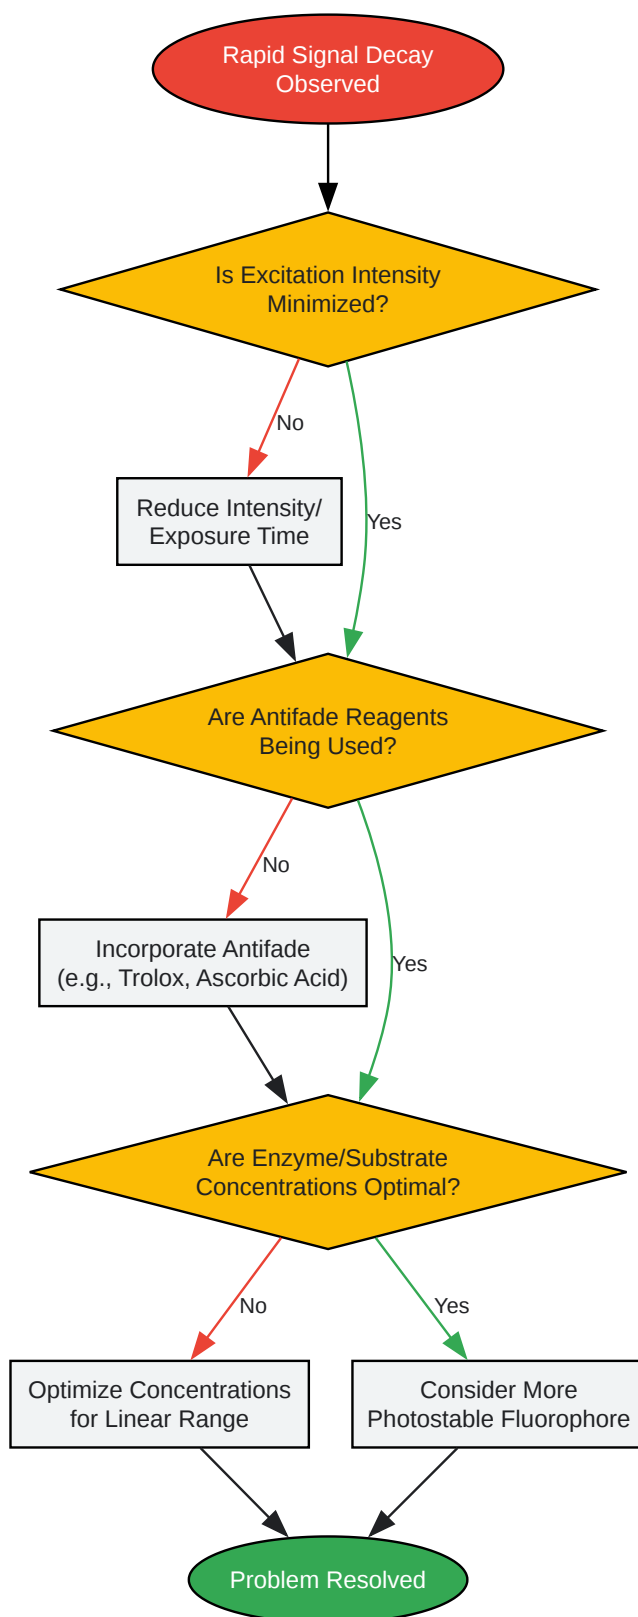 Rapid Signal Decay
Observed
Is Excitation Intensity
Minimized?
No
Yes
Reduce Intensity/
Exposure Time
Are Antifade Reagents
Being Used?
No
Yes
Incorporate Antifade
(e.g., Trolox, Ascorbic Acid)
Are Enzyme/Substrate
Concentrations Optimal?
No
Yes
Optimize Concentrations
for Linear Range
Consider More
Photostable Fluorophore
Problem Resolved